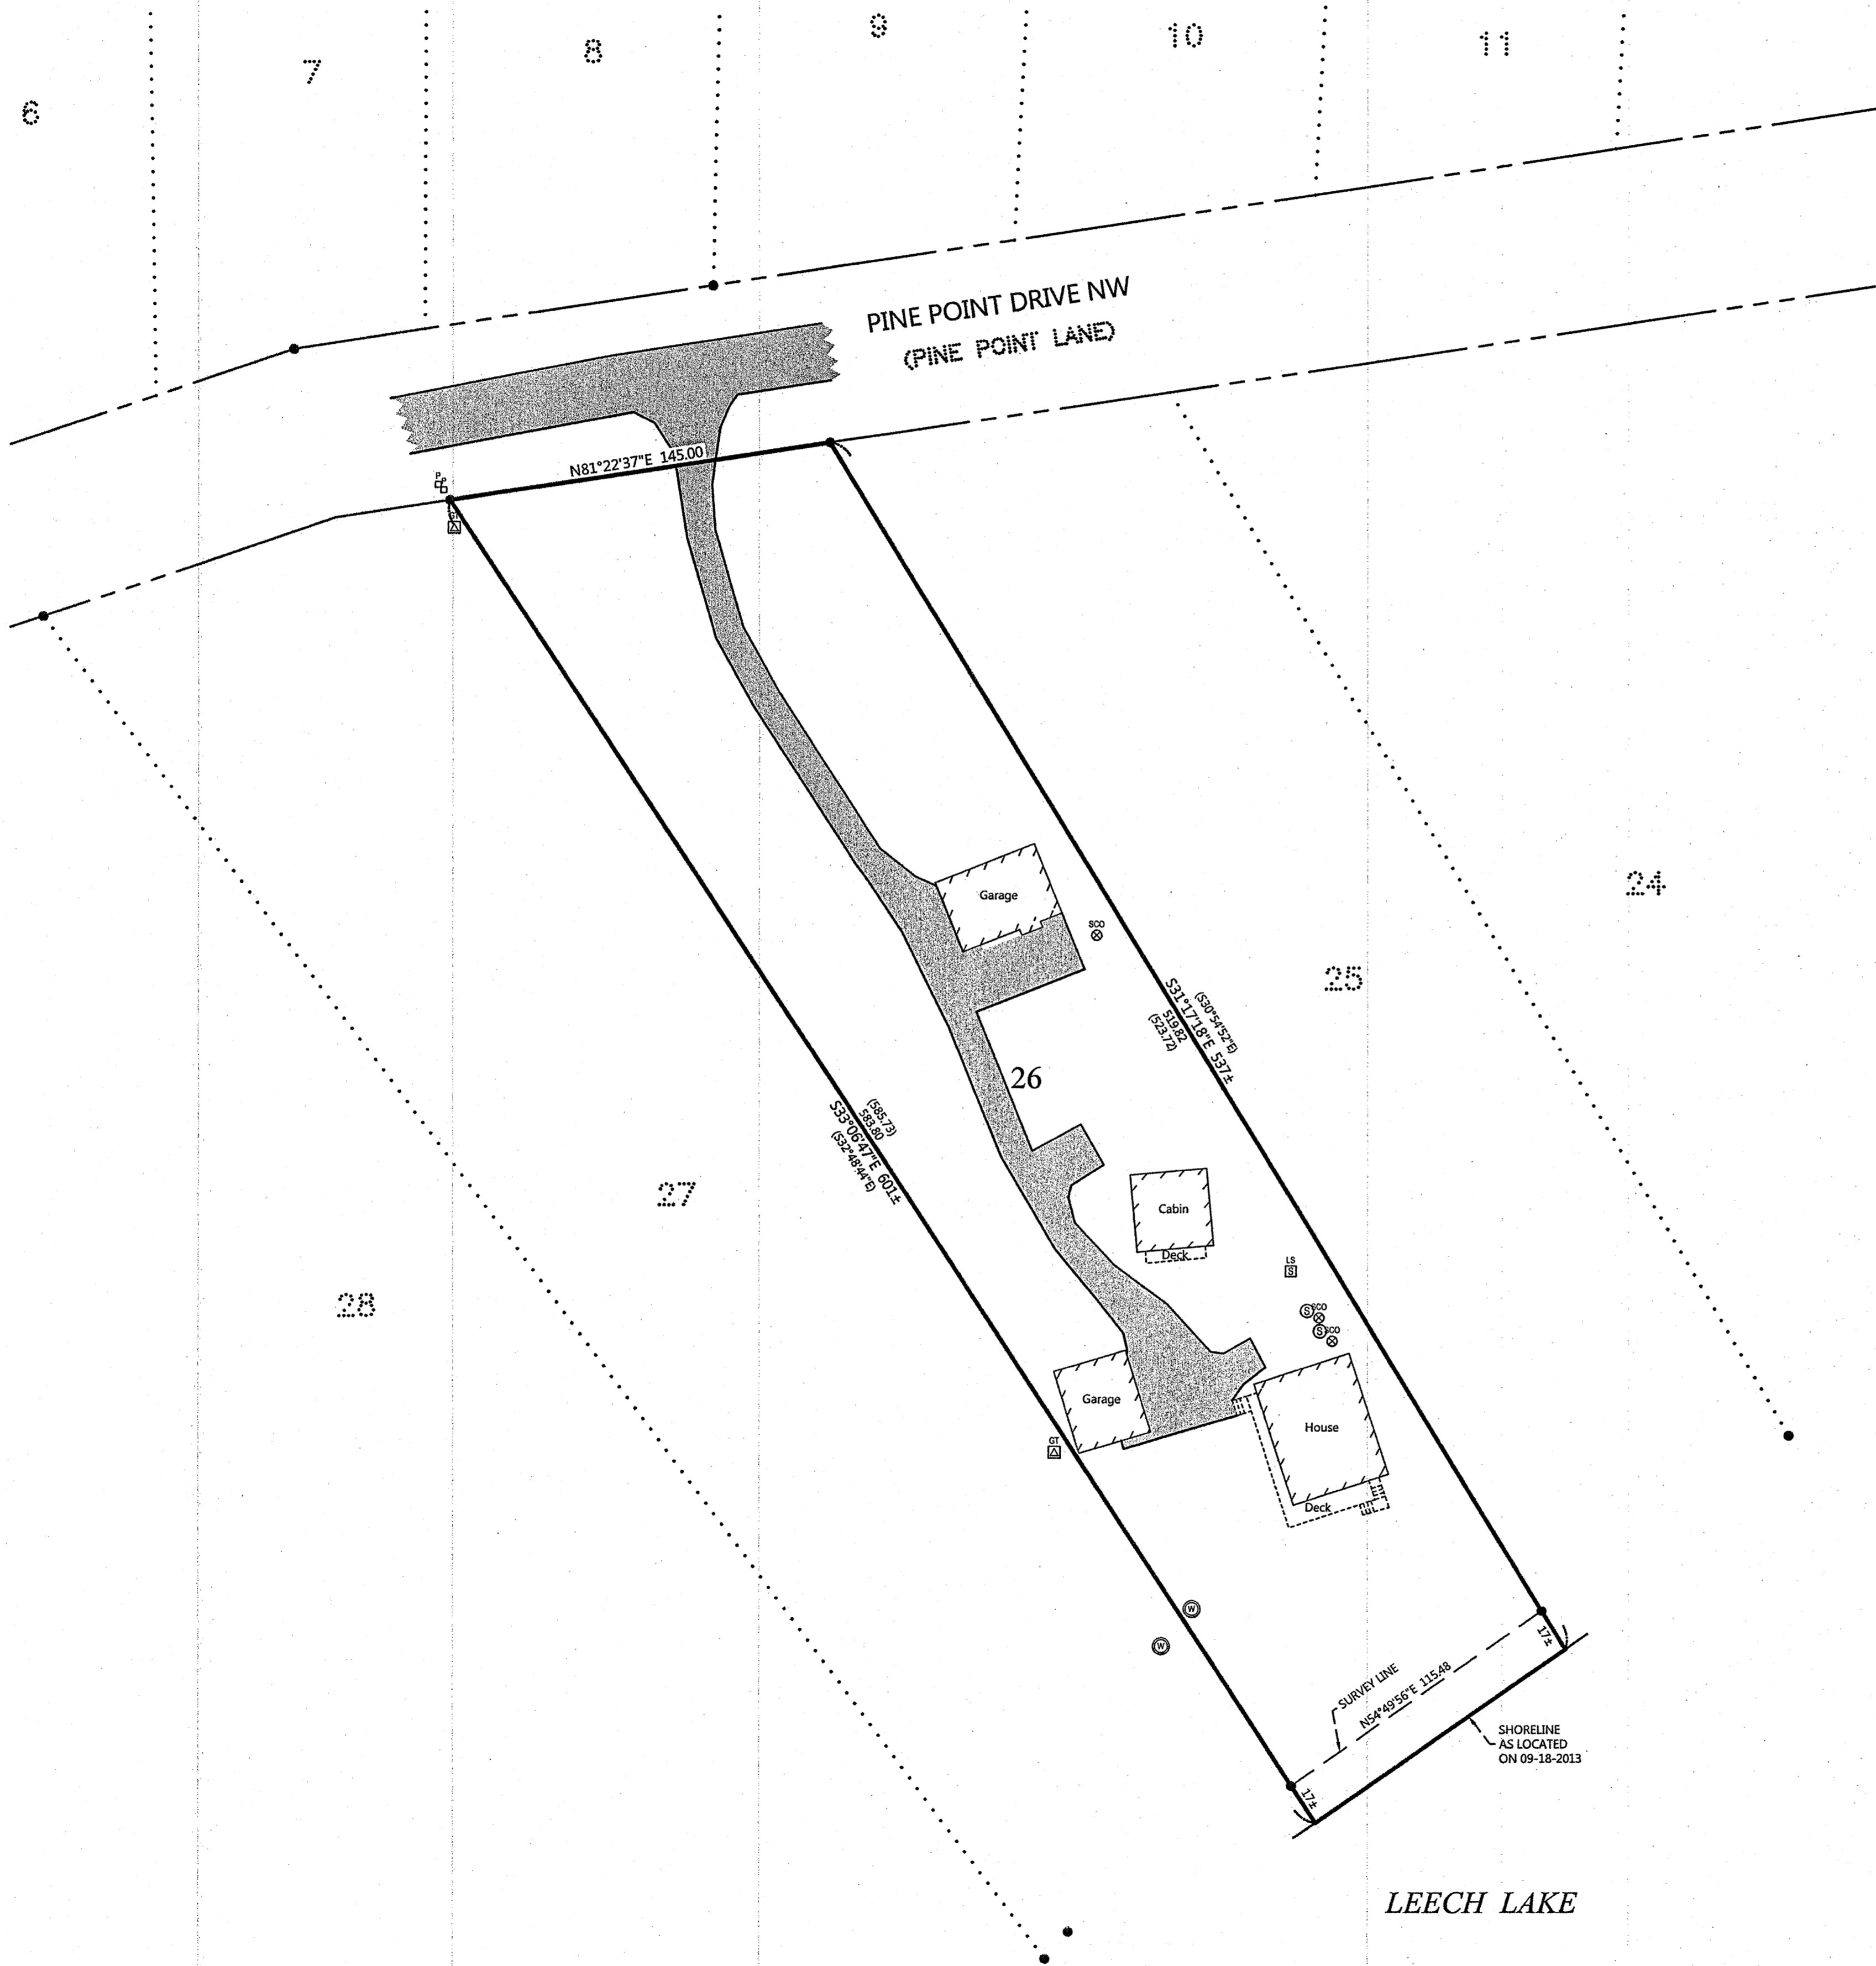 6
7
8
9
10
11
PINE POINT DRIVE NW
(PINE POINT LANE)
N81°22'37"E 145.00
P
P
GT
Garage
SCO
24
25
(S30°54'52"E)
S31°17'18"E 537±
519.82
(523.72)
26
(585.73)
583.80
S33°06'47"E 601±
(S32°48'44"E)
27
Cabin
Deck
LS
S
28
S SCO
S SCO
Garage
House
GT
Deck
W
W
17±
SURVEY LINE
N54°49'56"E 115.48
SHORELINE
AS LOCATED
ON 09-18-2013
17±
LEECH LAKE